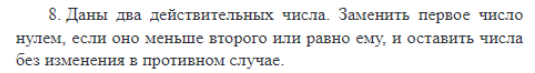 8. Даны два действительных числа. Заменить первое число
нулем, если оно меньше второго или равно ему, и оставить числа
без изменения в противном случае.